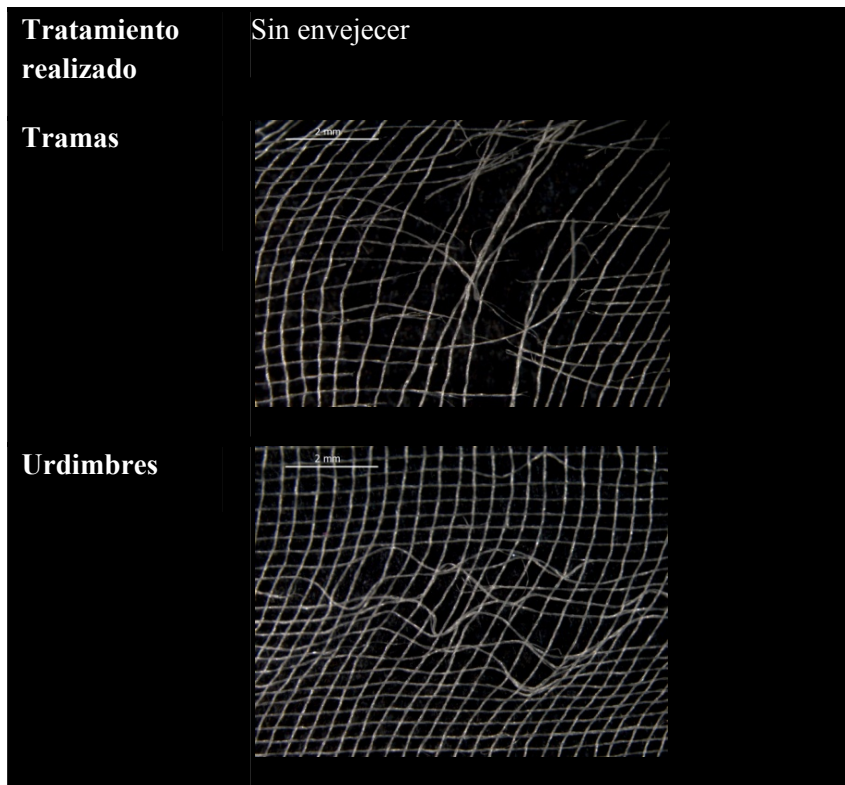 Tratamiento realizado
Sin envejecer
Tramas
2 mm
Urdimbres
2 mm